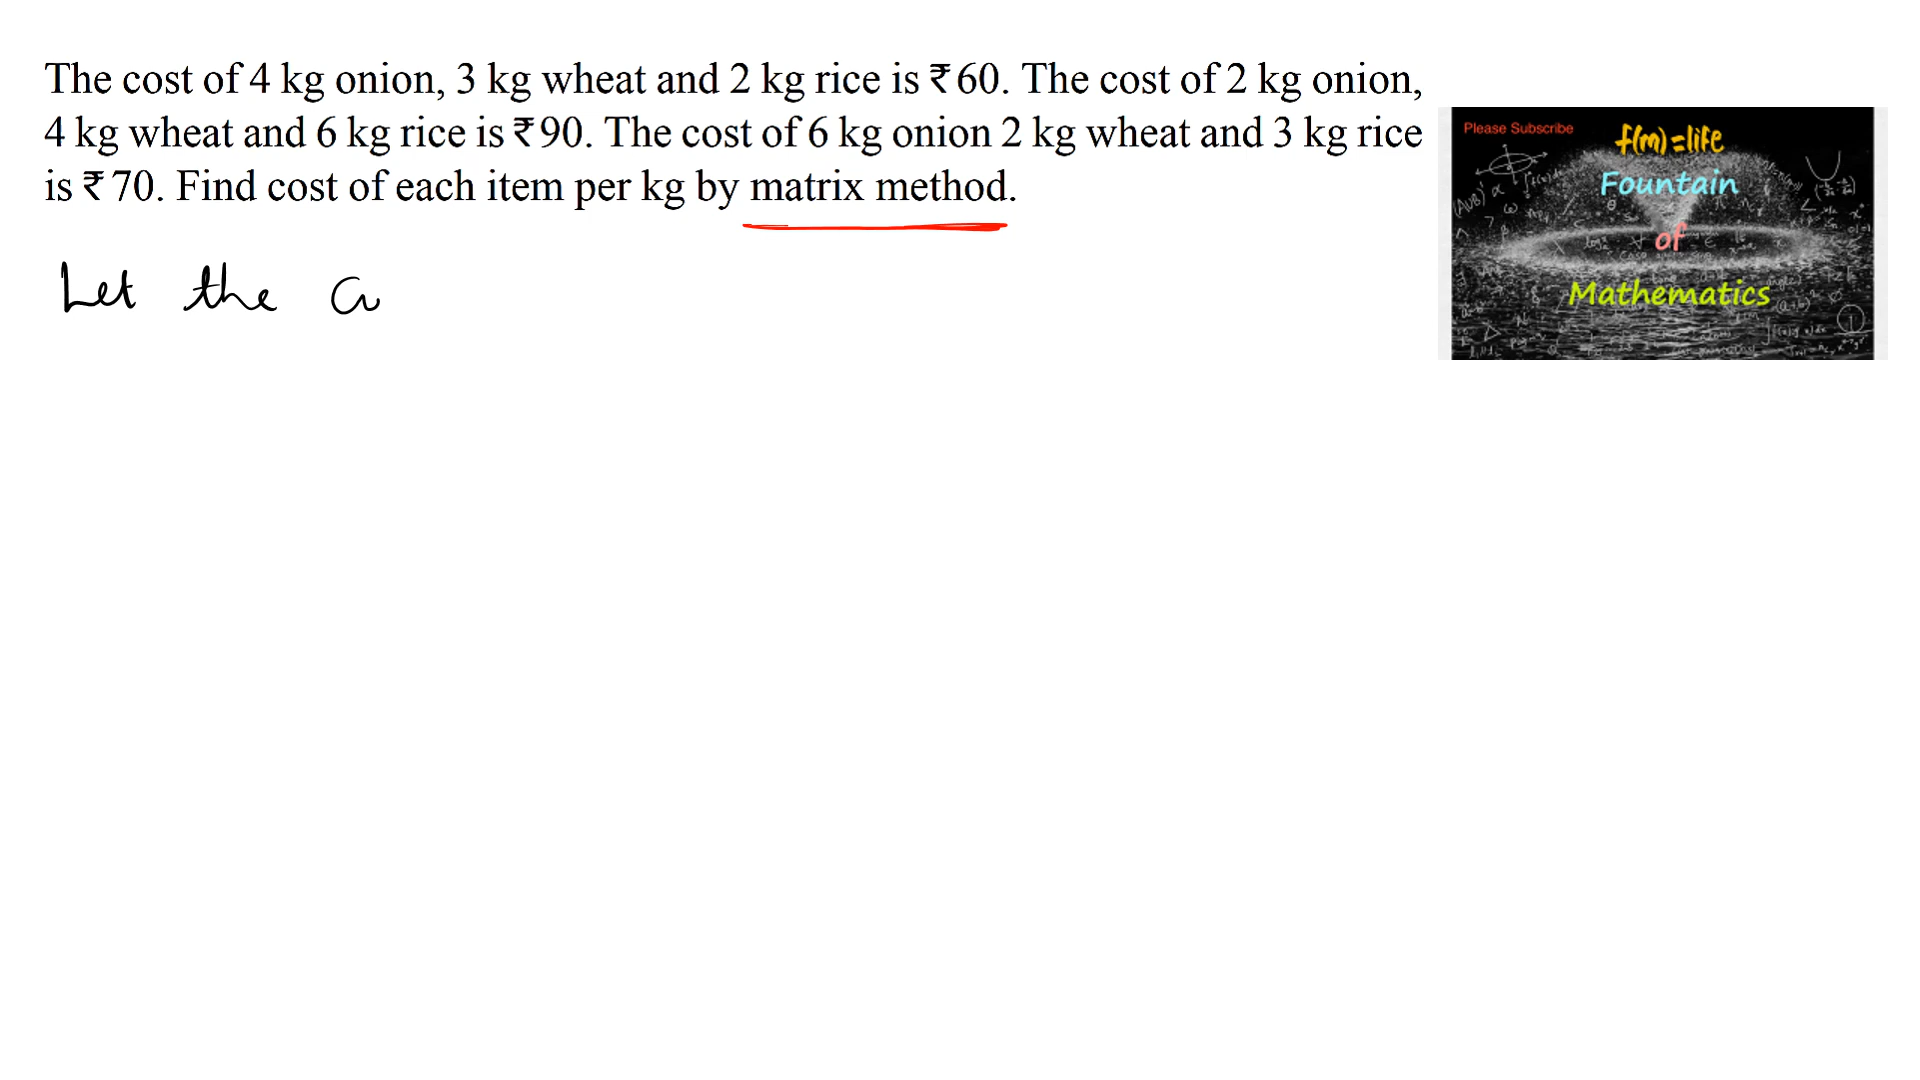 The cost of 4 kg onion, 3 kg wheat and 2 kg rice is ₹60. The cost of 2 kg onion,
4 kg wheat and 6 kg rice is ₹90. The cost of 6 kg onion 2 kg wheat and 3 kg rice
is ₹70. Find cost of each item per kg by matrix method.
Please Subscribe
f(m)=life
Fountain
of
Mathematics
Let the